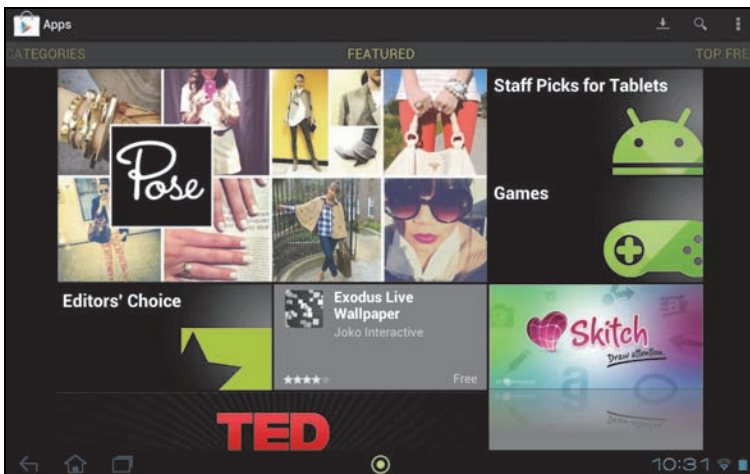 Apps
CATEGORIES
FEATURED
TOP FRE
Pose
Staff Picks for Tablets
Games
Editors' Choice
Exodus Live
Wallpaper
Joko Interactive
Free
Skitch
Draw attention.
TED
10:31